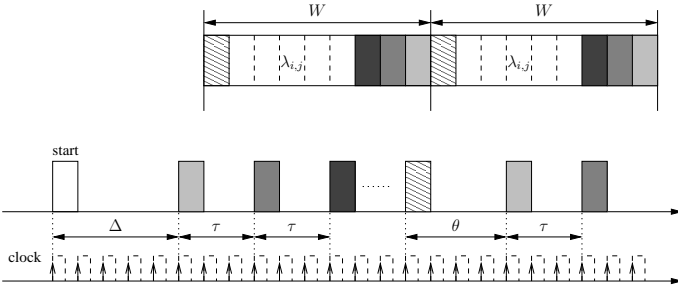 W W
λi,j λi,j
start
......
Δ τ τ θ τ
clock